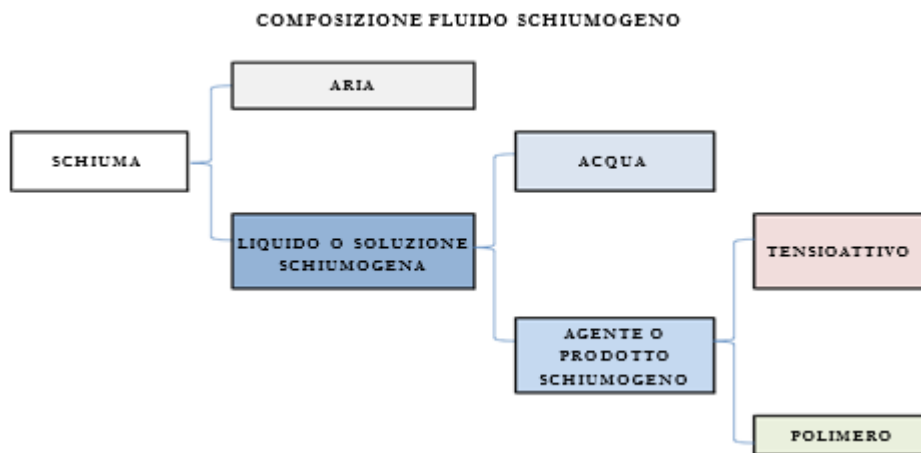 COMPOSIZIONE FLUIDO SCHIUMOGENO
ARIA
SCHIUMA
ACQUA
LIQUIDO O SOLUZIONE
SCHIUMOGENA
TENSIOATTIVO
AGENTE O
PRODOTTO
SCHIUMOGENO
POLIMERO